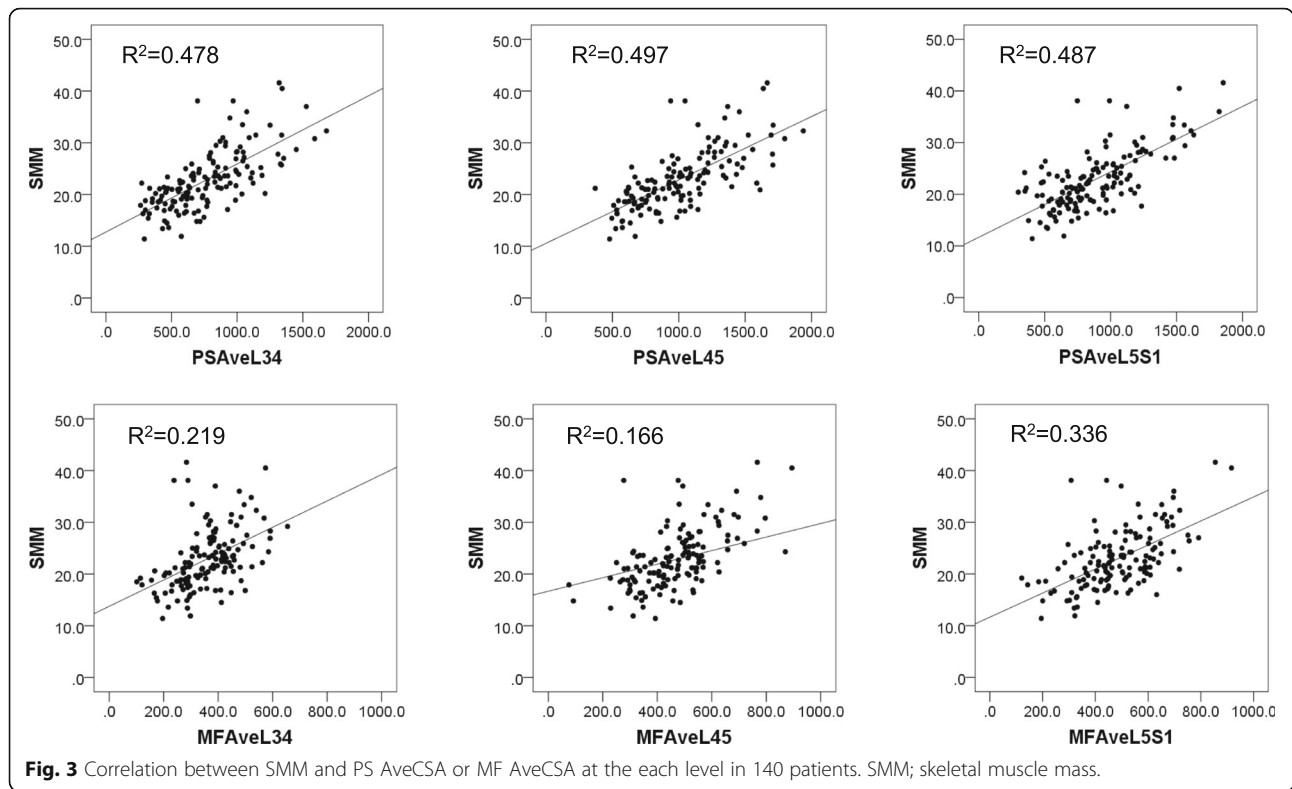 50.0
R²=0.478
40.0
30.0
SMM
20.0
10.0
.0
.0 500.0 1000.0 1500.0 2000.0
PSAveL34
50.0
R²=0.497
40.0
30.0
SMM
20.0
10.0
.0
.0 500.0 1000.0 1500.0 2000.0
PSAveL45
50.0
R²=0.487
40.0
30.0
SMM
20.0
10.0
.0
.0 500.0 1000.0 1500.0 2000.0
PSAveL5S1
50.0
R²=0.219
40.0
30.0
SMM
20.0
10.0
.0
.0 200.0 400.0 600.0 800.0 1000.0
MFAveL34
50.0
R²=0.166
40.0
30.0
SMM
20.0
10.0
.0
.0 200.0 400.0 600.0 800.0 1000.0
MFAveL45
50.0
R²=0.336
40.0
30.0
SMM
20.0
10.0
.0
.0 200.0 400.0 600.0 800.0 1000.0
MFAveL5S1
Fig. 3 Correlation between SMM and PS AveCSA or MF AveCSA at the each level in 140 patients. SMM; skeletal muscle mass.